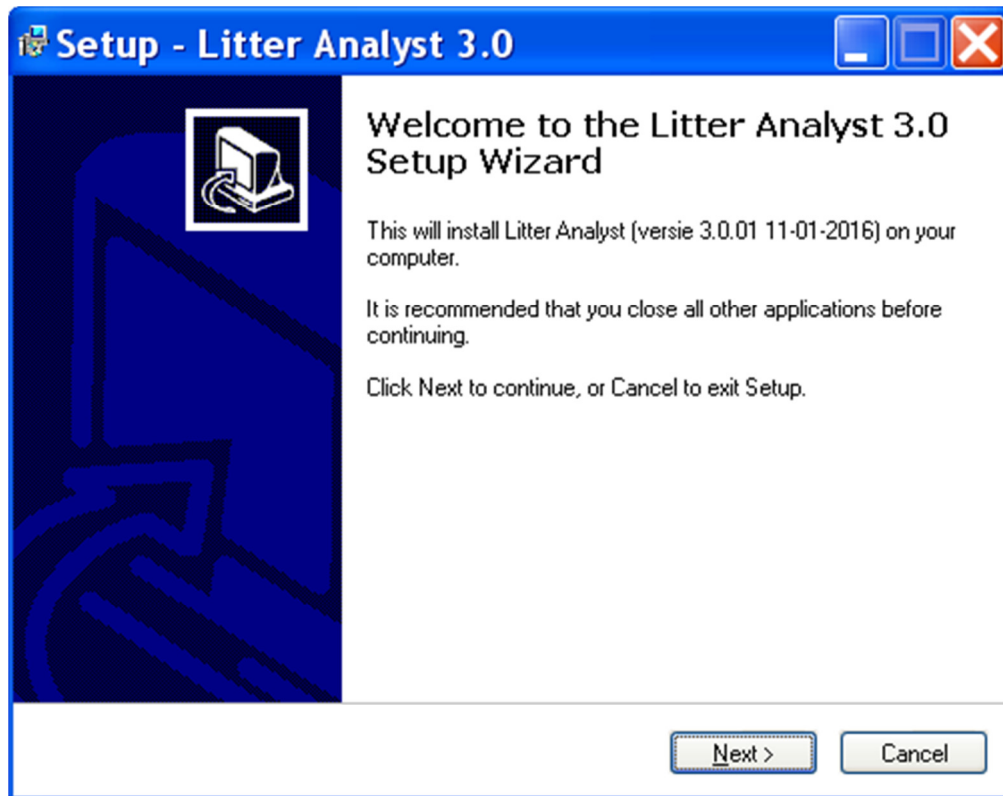 Setup - Litter Analyst 3.0
Welcome to the Litter Analyst 3.0
Setup Wizard
This will install Litter Analyst (versie 3.0.01 11-01-2016) on your
computer.
It is recommended that you close all other applications before
continuing.
Click Next to continue, or Cancel to exit Setup.
Next >
Cancel